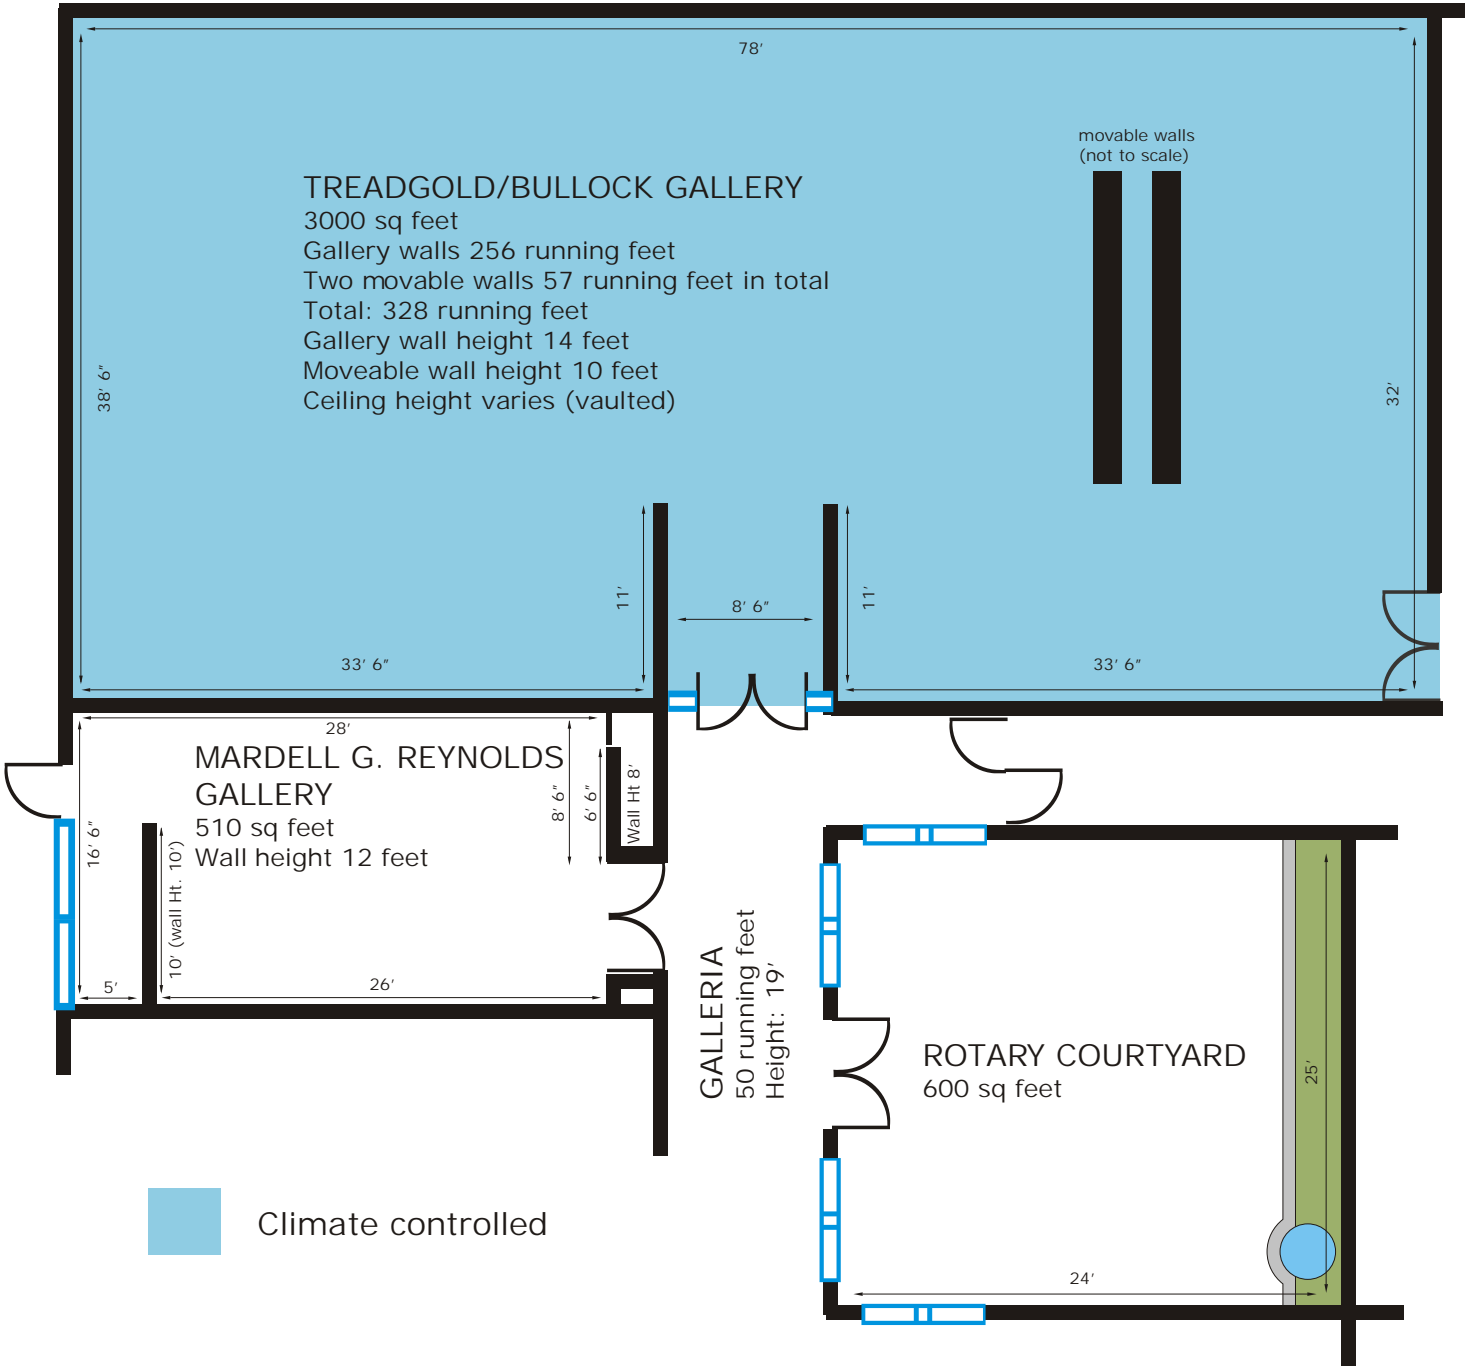 78’
movable walls
(not to scale)
TREADGOLD/BULLOCK GALLERY
3000 sq feet
Gallery walls 256 running feet
Two movable walls 57 running feet in total
Total: 328 running feet
Gallery wall height 14 feet
Moveable wall height 10 feet
Ceiling height varies (vaulted)
38’ 6”
32’
11’
8’ 6”
11’
33’ 6”
33’ 6”
28’
MARDELL G. REYNOLDS
GALLERY
510 sq feet
Wall height 12 feet
8’ 6”
6’ 6”
Wall Ht 8’
16’ 6”
10’ (wall Ht. 10’)
5’
26’
GALLERIA
50 running feet
Height: 19’
ROTARY COURTYARD
600 sq feet
25’
24’
Climate controlled